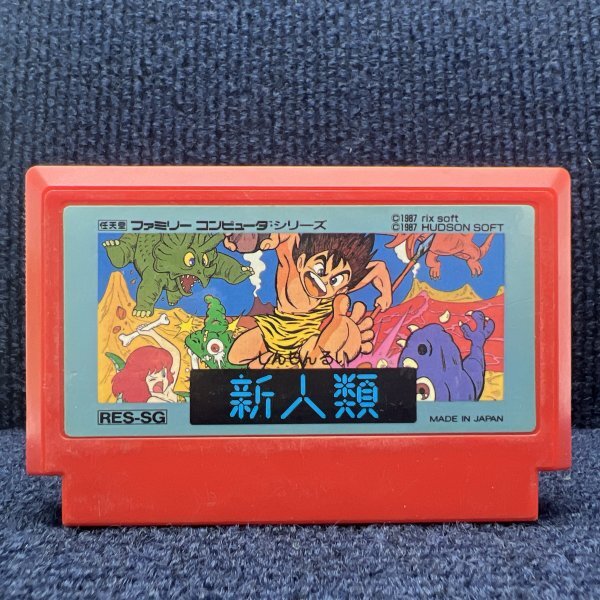 任天堂 ファミリー コンピュータ™シリーズ
©1987 rix soft
©1987 HUDSON SOFT
しんじんるい
新人類
RES-SG
MADE IN JAPAN